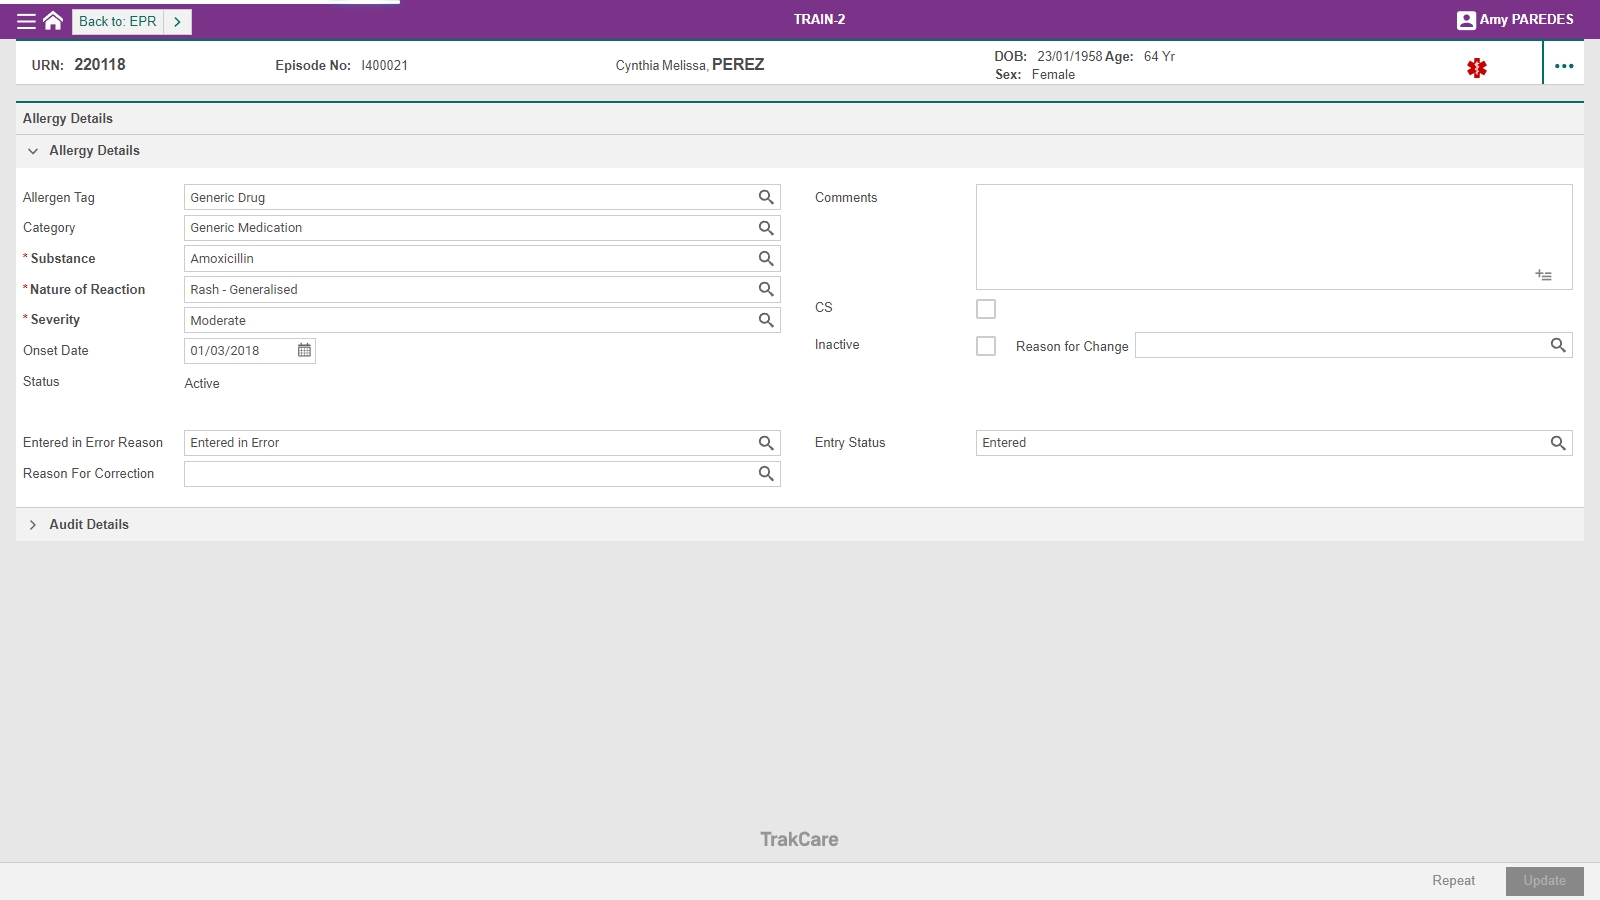 Back to: EPR
TRAIN-2
Amy PAREDES
URN: 220118
Episode No: I400021
Cynthia Melissa, PEREZ
DOB: 23/01/1958 Age: 64 Yr
Sex: Female
Allergy Details
Allergy Details
Allergen Tag Generic Drug
Category Generic Medication
* Substance Amoxicillin
* Nature of Reaction Rash - Generalised
* Severity Moderate
Onset Date 01/03/2018
Status Active
Comments
CS
Inactive Reason for Change
Entered in Error Reason Entered in Error
Entry Status Entered
Reason For Correction
Audit Details
TrakCare
Repeat
Update